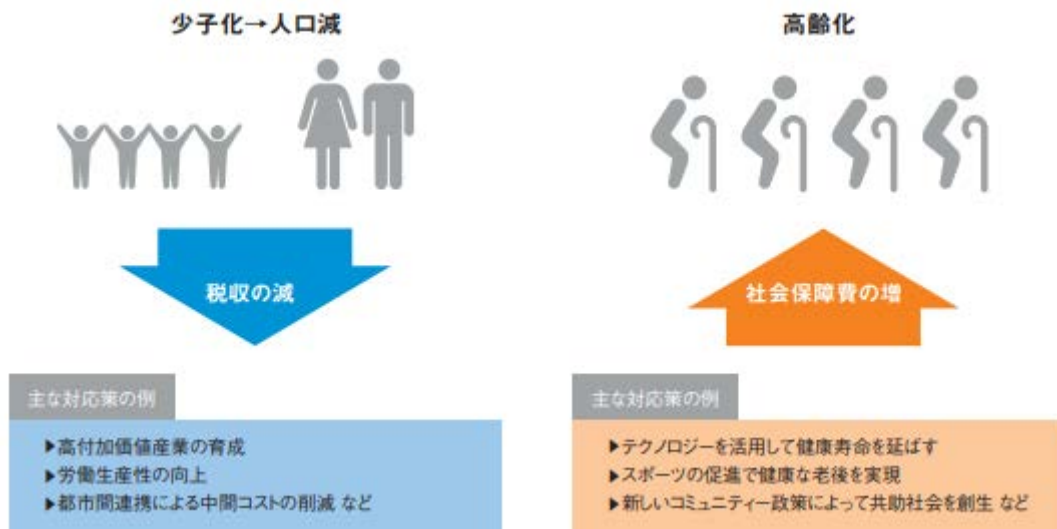 少子化→人口減
税収の減
主な対応策の例
▶高付加価値産業の育成
▶労働生産性の向上
▶都市間連携による中間コストの削減 など
高齢化
社会保障費の増
主な対応策の例
▶テクノロジーを活用して健康寿命を延ばす
▶スポーツの促進で健康な老後を実現
▶新しいコミュニティー政策によって共助社会を創生 など